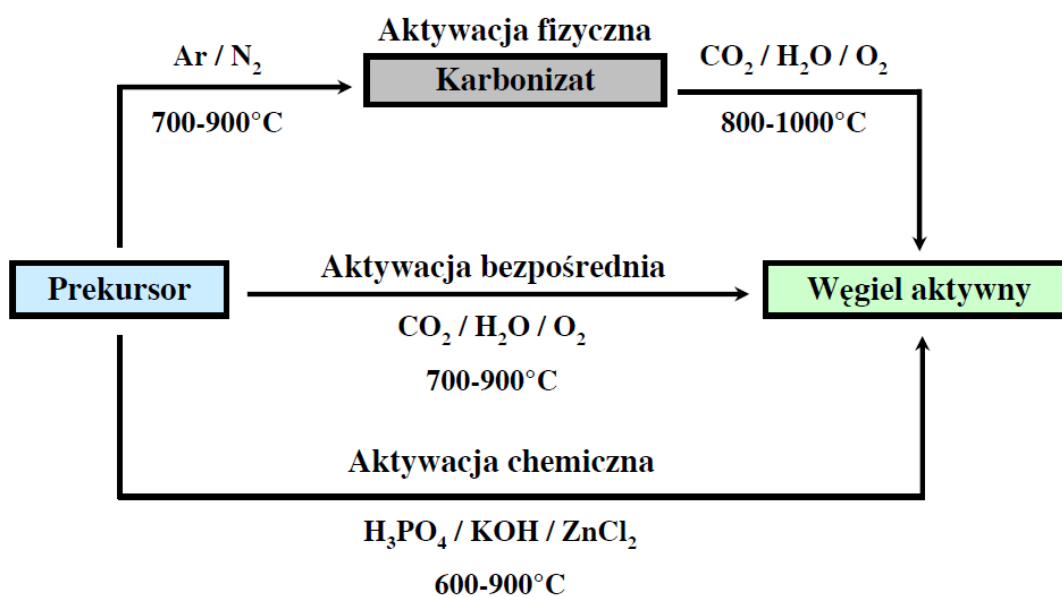 Aktywacja fizyczna
Ar / N₂
Karbonizat
CO₂ / H₂O / O₂
700-900°C
800-1000°C
Aktywacja bezpośrednia
Prekursor
Węgiel aktywny
CO₂ / H₂O / O₂
700-900°C
Aktywacja chemiczna
H₃PO₄ / KOH / ZnCl₂
600-900°C